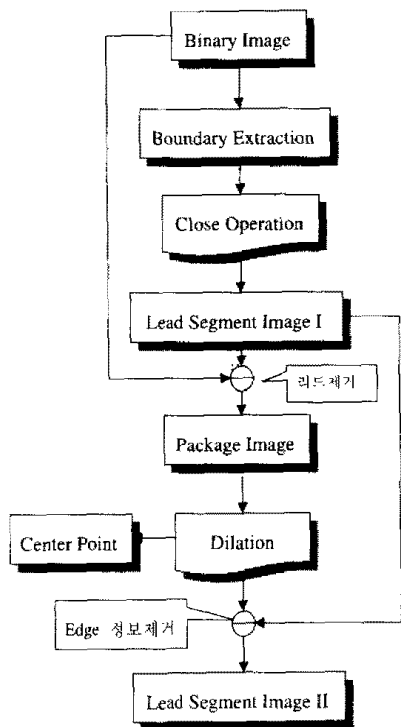 Binary Image
Boundary Extraction
Close Operation
Lead Segment Image I
리드제거
Package Image
Center Point
Dilation
Edge 정보제거
Lead Segment Image II